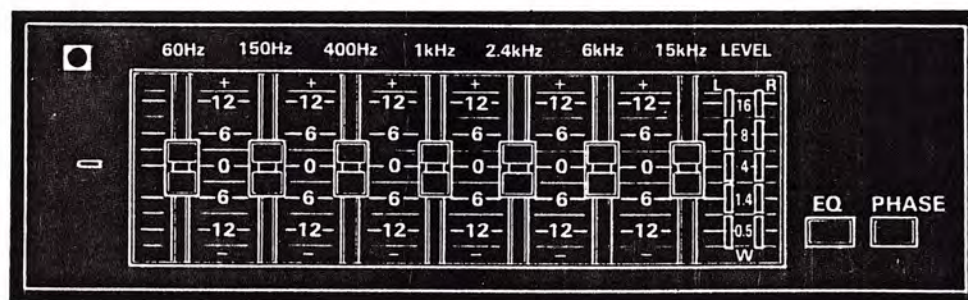 60Hz 150Hz 400Hz 1kHz 2.4kHz 6kHz 15kHz LEVEL
+ + + + + + L R
-12- -12- -12- -12- -12- -12- 16
6 6 6 6 6 6 8
0 0 0 0 0 0 4
6 6 6 6 6 6 1.4
EQ PHASE
-12- -12- -12- -12- -12- -12- 0.5
- - - - - - W